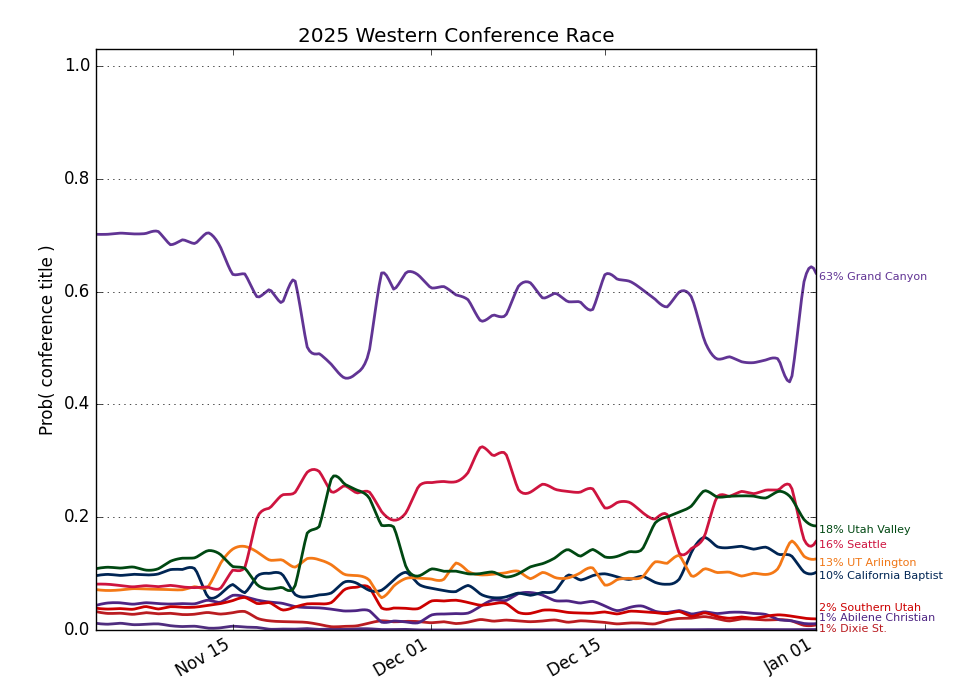 2025 Western Conference Race
1.0
0.8
0.6
0.4
0.2
0.0
Prob( conference title )
63% Grand Canyon
18% Utah Valley
16% Seattle
13% UT Arlington
10% California Baptist
2% Southern Utah
1% Abilene Christian
1% Dixie St.
Nov 15
Dec 01
Dec 15
Jan 01